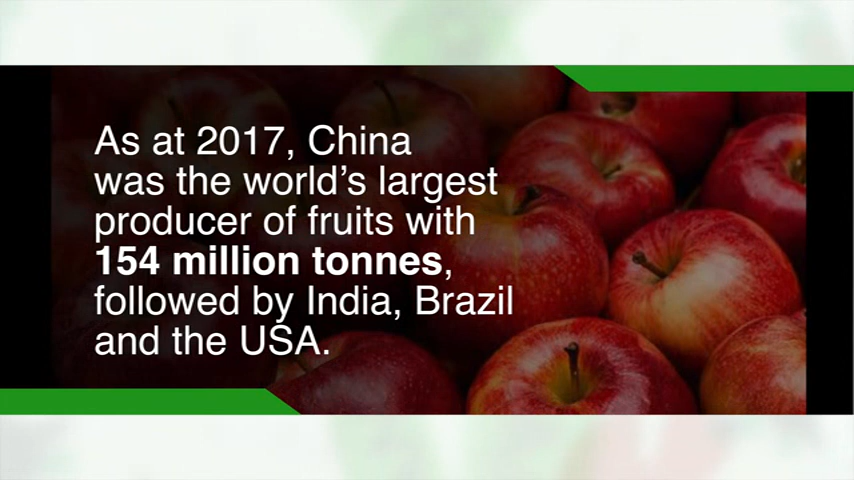 As at 2017, China
was the world’s largest
producer of fruits with
154 million tonnes,
followed by India, Brazil
and the USA.